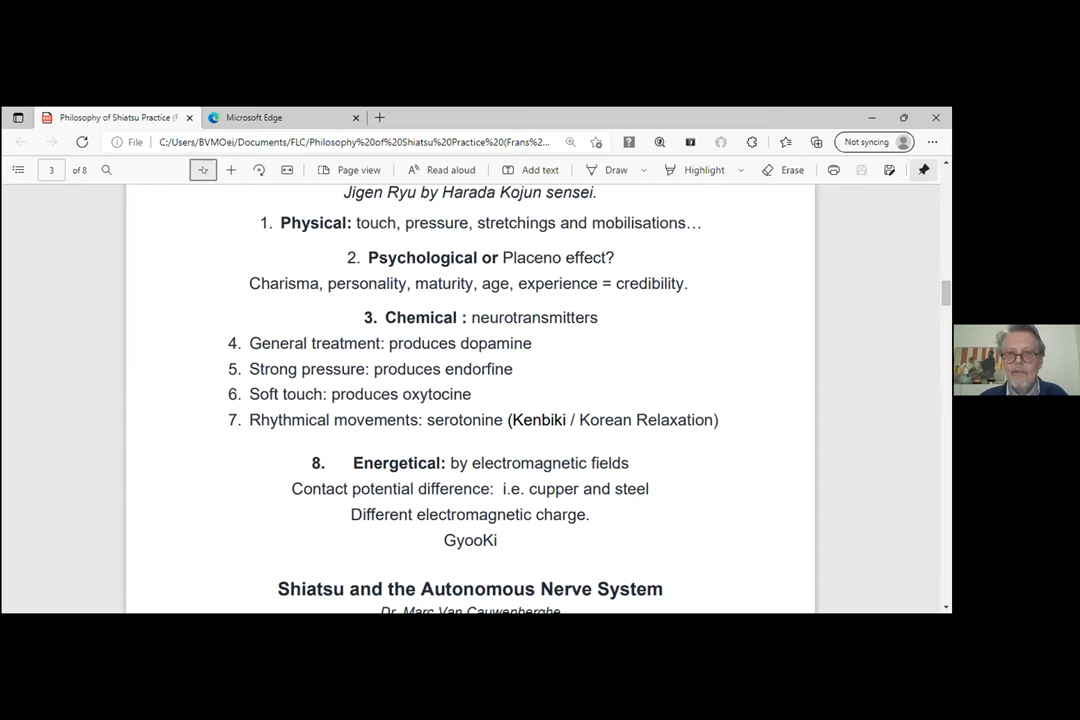 Philosophy of Shiatsu Practice (F
Microsoft Edge
File
C:/Users/BVMOei/Documents/FLC/Philosophy%20of%20Shiatsu%20Practice%20(Frans%2...
Not syncing
3 of 8
Page view
Read aloud
Add text
Draw
Highlight
Erase
Jigen Ryu by Harada Kojun sensei.
1. Physical: touch, pressure, stretchings and mobilisations…
2. Psychological or Placeno effect?
Charisma, personality, maturity, age, experience = credibility.
3. Chemical : neurotransmitters
4. General treatment: produces dopamine
5. Strong pressure: produces endorfine
6. Soft touch: produces oxytocine
7. Rhythmical movements: serotonine (Kenbiki / Korean Relaxation)
8. Energetical: by electromagnetic fields
Contact potential difference: i.e. cupper and steel
Different electromagnetic charge.
GyooKi
Shiatsu and the Autonomous Nerve System
Dr. Marc Van Cauwenberghe